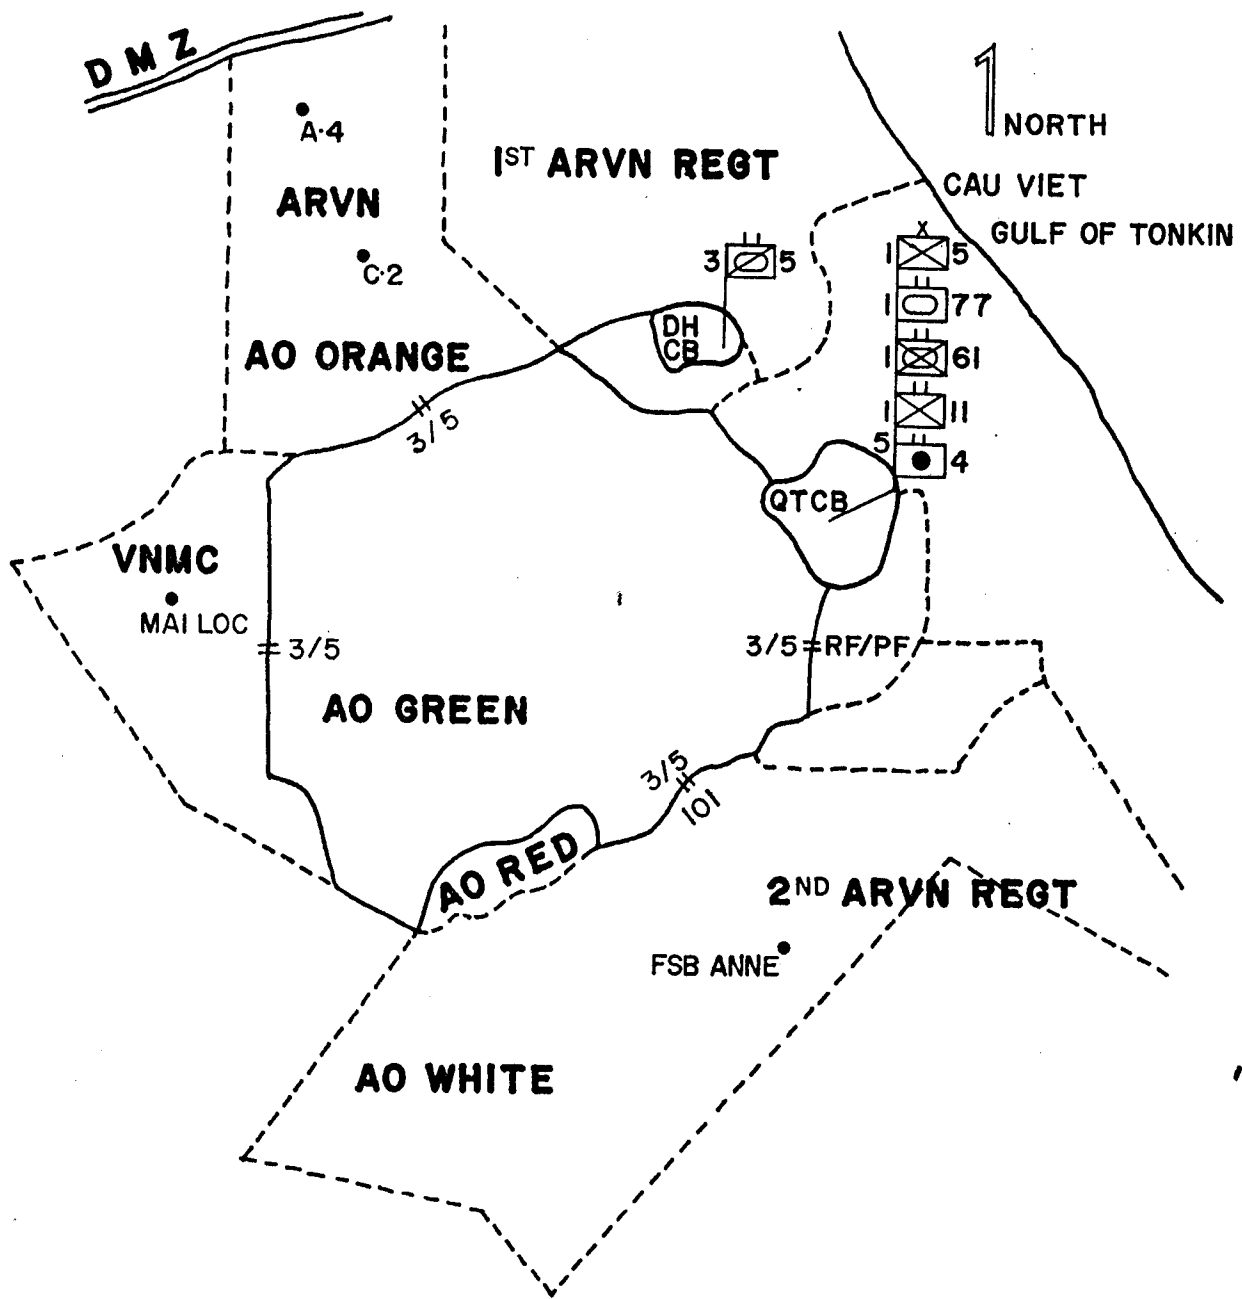 DMZ
A·4
NORTH
1ST ARVN REGT
CAU VIET
ARVN
GULF OF TONKIN
X
1 5
3 5
C·2
1 77
DH
CB
AO ORANGE
1 61
1 11
3/5
5
4
QTCB
VNMC
MAI LOC
3/5
3/5 RF/PF
AO GREEN
3/5
101
AO RED
2ND ARVN REGT
FSB ANNE
AO WHITE